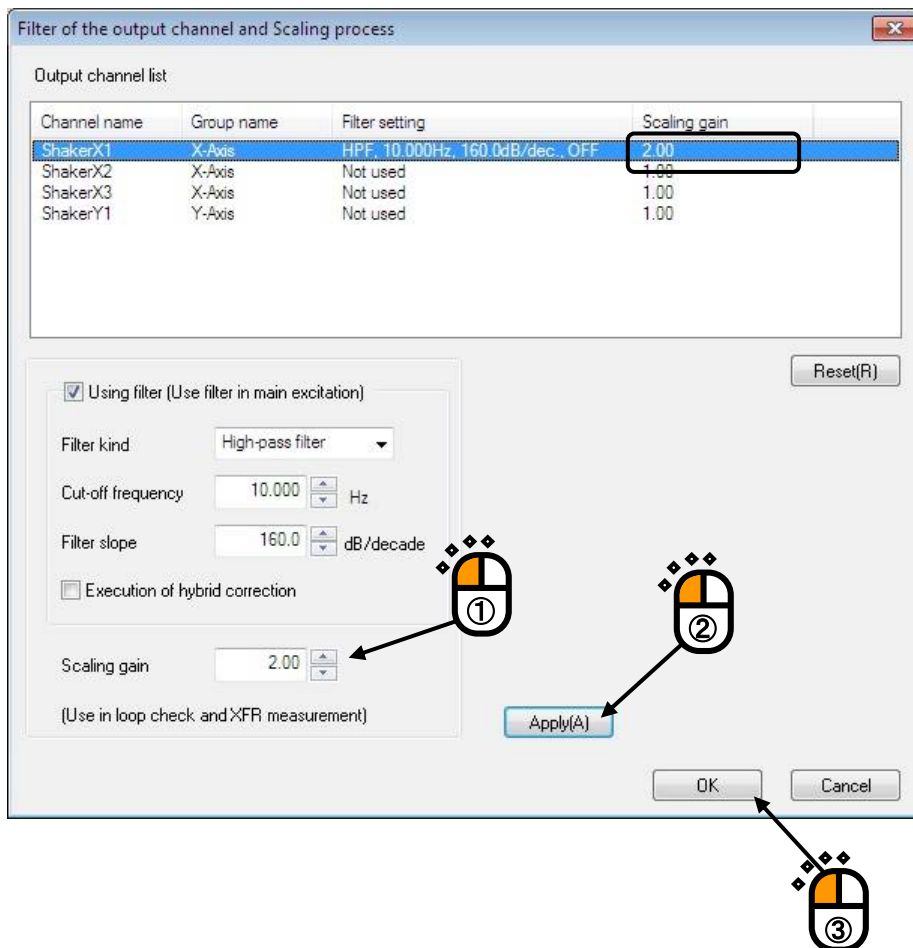 Filter of the output channel and Scaling process
Output channel list
Channel name Group name Filter setting Scaling gain
ShakerX1 X-Axis HPF, 10.000Hz, 160.0dB/dec., OFF 2.00
ShakerX2 X-Axis Not used 1.00
ShakerX3 X-Axis Not used 1.00
ShakerY1 Y-Axis Not used 1.00
Reset(R)
Using filter (Use filter in main excitation)
Filter kind High-pass filter
Cut-off frequency 10.000 Hz
Filter slope 160.0 dB/decade
Execution of hybrid correction
①
②
Scaling gain 2.00
(Use in loop check and XFR measurement)
Apply(A)
OK Cancel
③